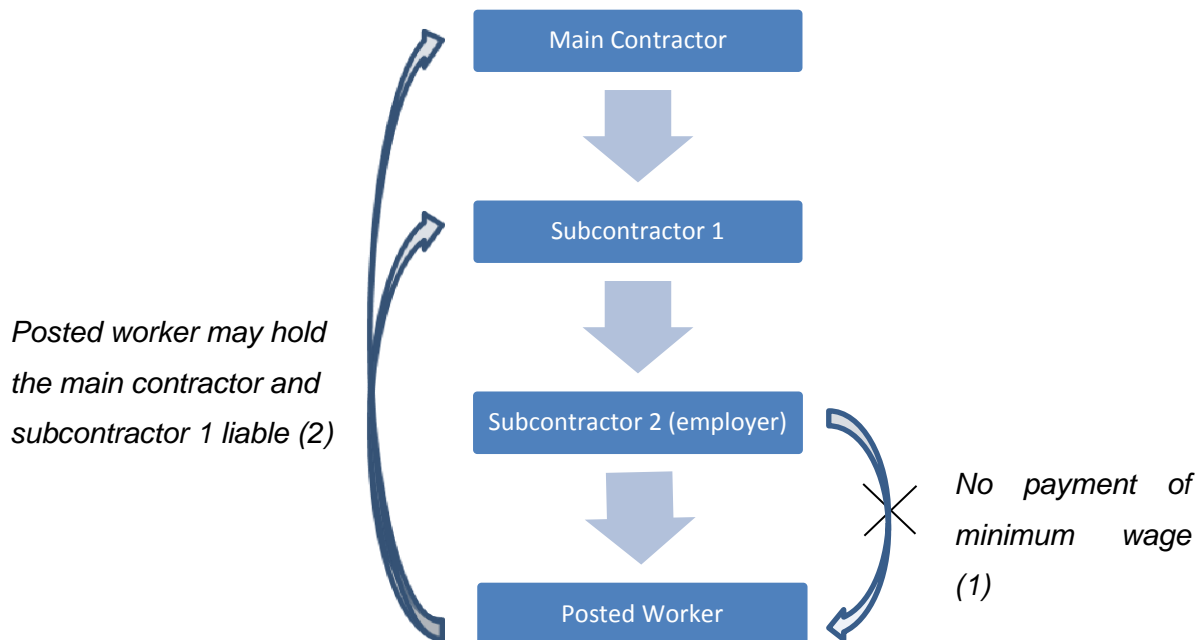 Main Contractor
Subcontractor 1
Posted worker may hold
the main contractor and
subcontractor 1 liable (2)
Subcontractor 2 (employer)
No payment of
minimum wage
(1)
Posted Worker